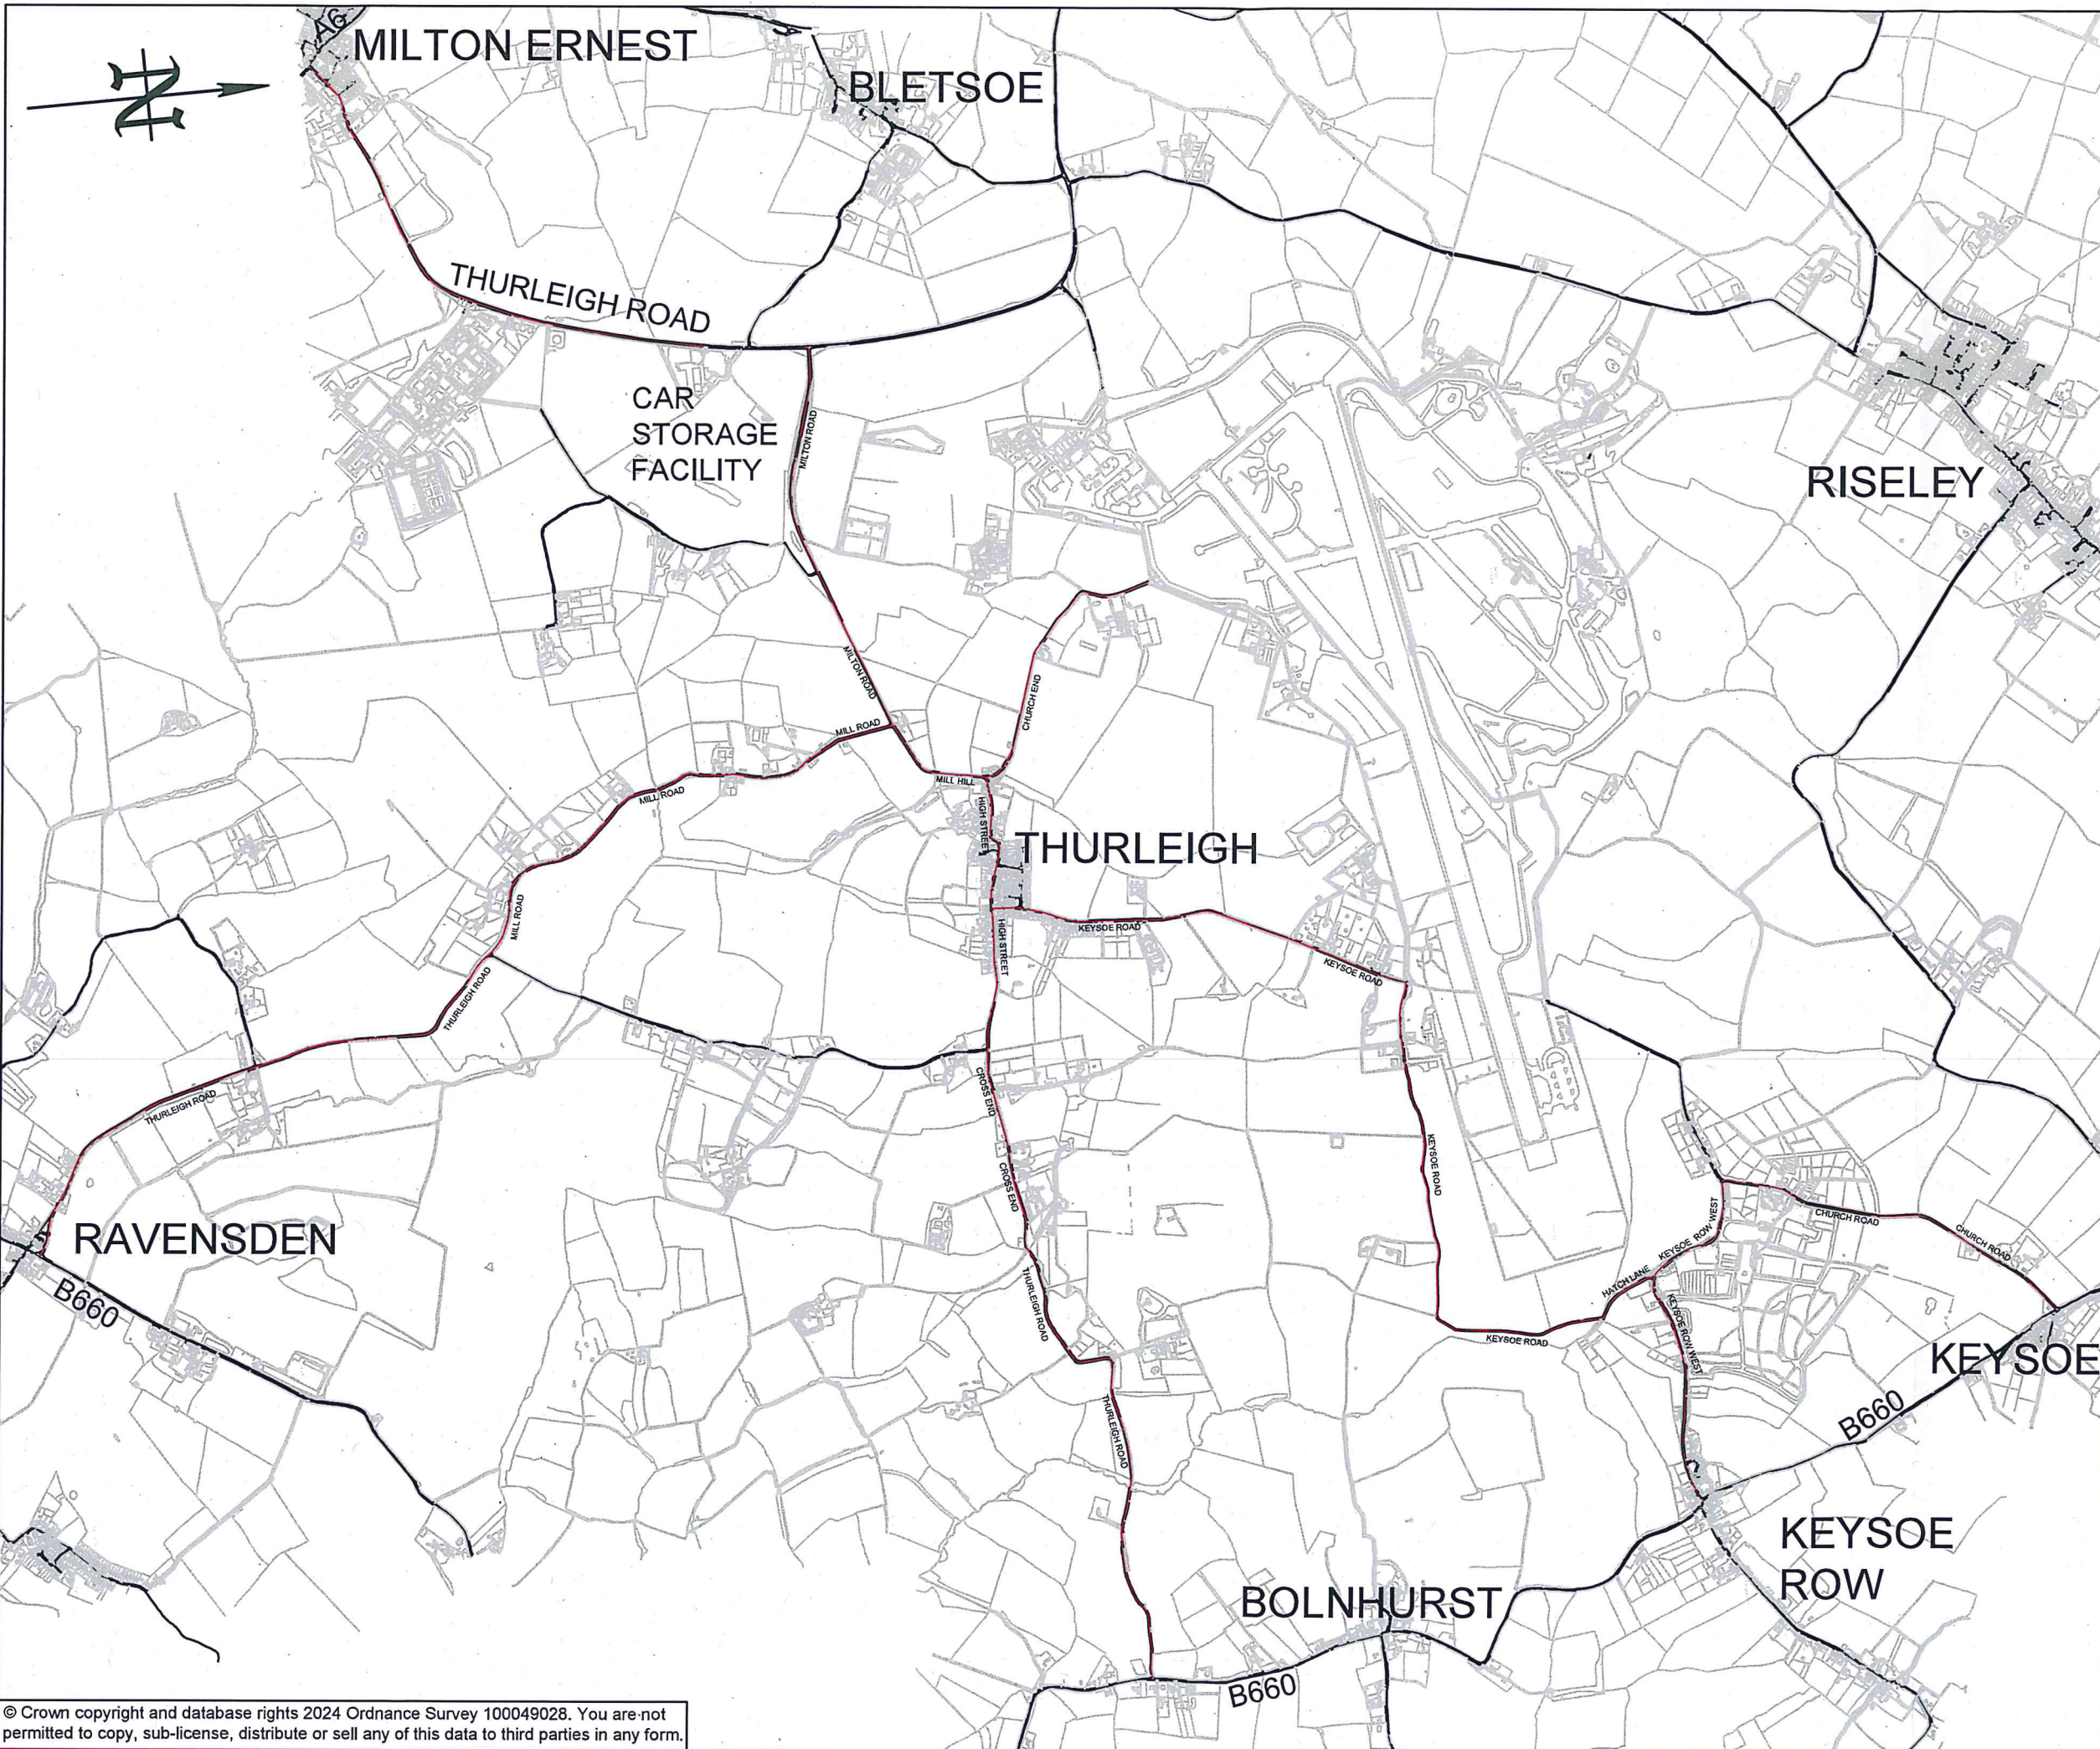 A6
MILTON ERNEST
N
BLETSOE
THURLEIGH ROAD
CAR
STORAGE
FACILITY
MILTON ROAD
RISELEY
MILTON ROAD
CHURCH END
MILL ROAD
MILL HILL
MILL ROAD
HIGH STREET
THURLEIGH
MILL ROAD
KEYSOE ROAD
HIGH STREET
KEYSOE ROAD
THURLEIGH ROAD
CROSS END
THURLEIGH ROAD
KEYSOE ROAD
CROSS END
CHURCH ROAD
KEYSOE ROW WEST
CHURCH ROAD
RAVENSDEN
HATCH LANE
B660
THURLEIGH ROAD
KEYSOE ROW WEST
KEYSOE ROAD
KEYSOE
THURLEIGH ROAD
B660
KEYSOE
ROW
BOLNHURST
B660
© Crown copyright and database rights 2024 Ordnance Survey 100049028. You are not
permitted to copy, sub-license, distribute or sell any of this data to third parties in any form.